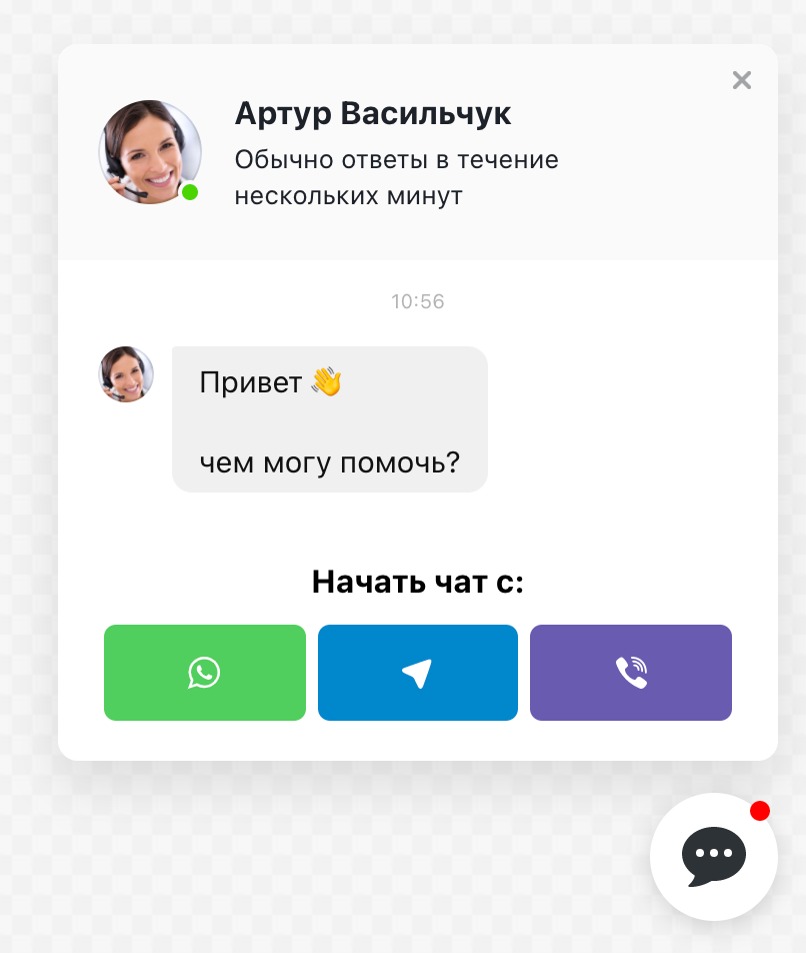 Артур Васильчук
Обычно ответы в течение
нескольких минут
10:56
Привет 👋
чем могу помочь?
Начать чат с: